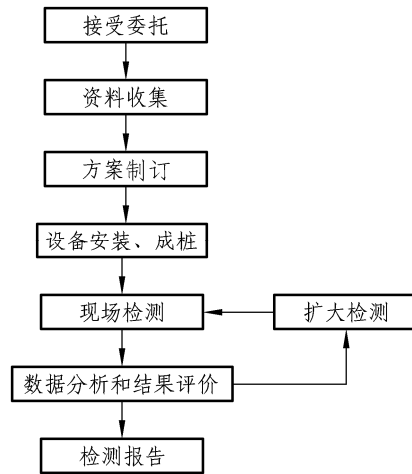 接受委托
资料收集
方案制订
设备安装、成桩
现场检测
扩大检测
数据分析和结果评价
检测报告